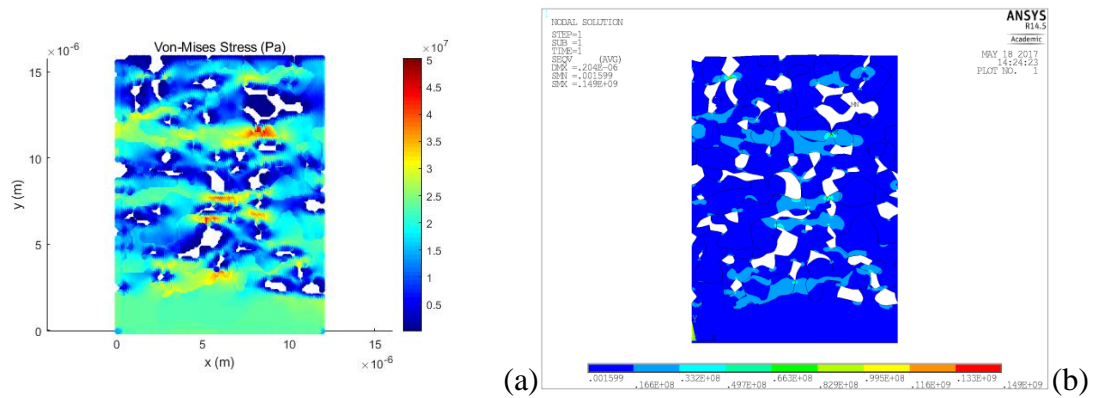 Von-Mises Stress (Pa)
×10^-6
×10^7
15
10
5
0
y (m)
0
5
10
15
x (m)
×10^-6
5
4.5
4
3.5
3
2.5
2
1.5
1
0.5
(a)
1
NODAL SOLUTION
STEP=1
SUB =1
TIME=1
SEQV (AVG)
DMX =.204E-06
SMN =.001599
SMX =.149E+09
ANSYS
R14.5
Academic
MAY 18 2017
14:24:23
PLOT NO. 1
MN
Y
.001599
.166E+08
.332E+08
.497E+08
.663E+08
.829E+08
.995E+08
.116E+09
.133E+09
.149E+09
(b)